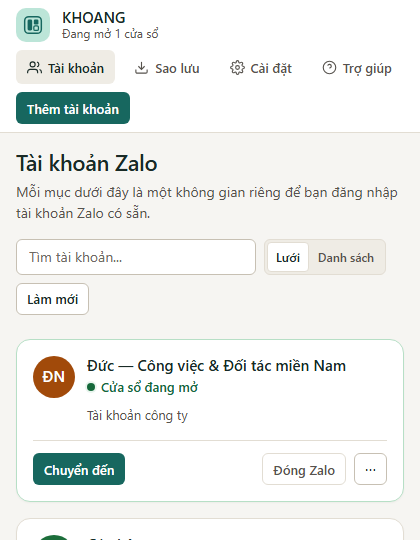 KHOANG
Đang mở 1 cửa sổ
Tài khoản
Sao lưu
Cài đặt
Trợ giúp
Thêm tài khoản
Tài khoản Zalo
Mỗi mục dưới đây là một không gian riêng để bạn đăng nhập
tài khoản Zalo có sẵn.
Tìm tài khoản...
Lưới
Danh sách
Làm mới
ĐN
Đức — Công việc & Đối tác miền Nam
Cửa sổ đang mở
Tài khoản công ty
Chuyển đến
Đóng Zalo
...